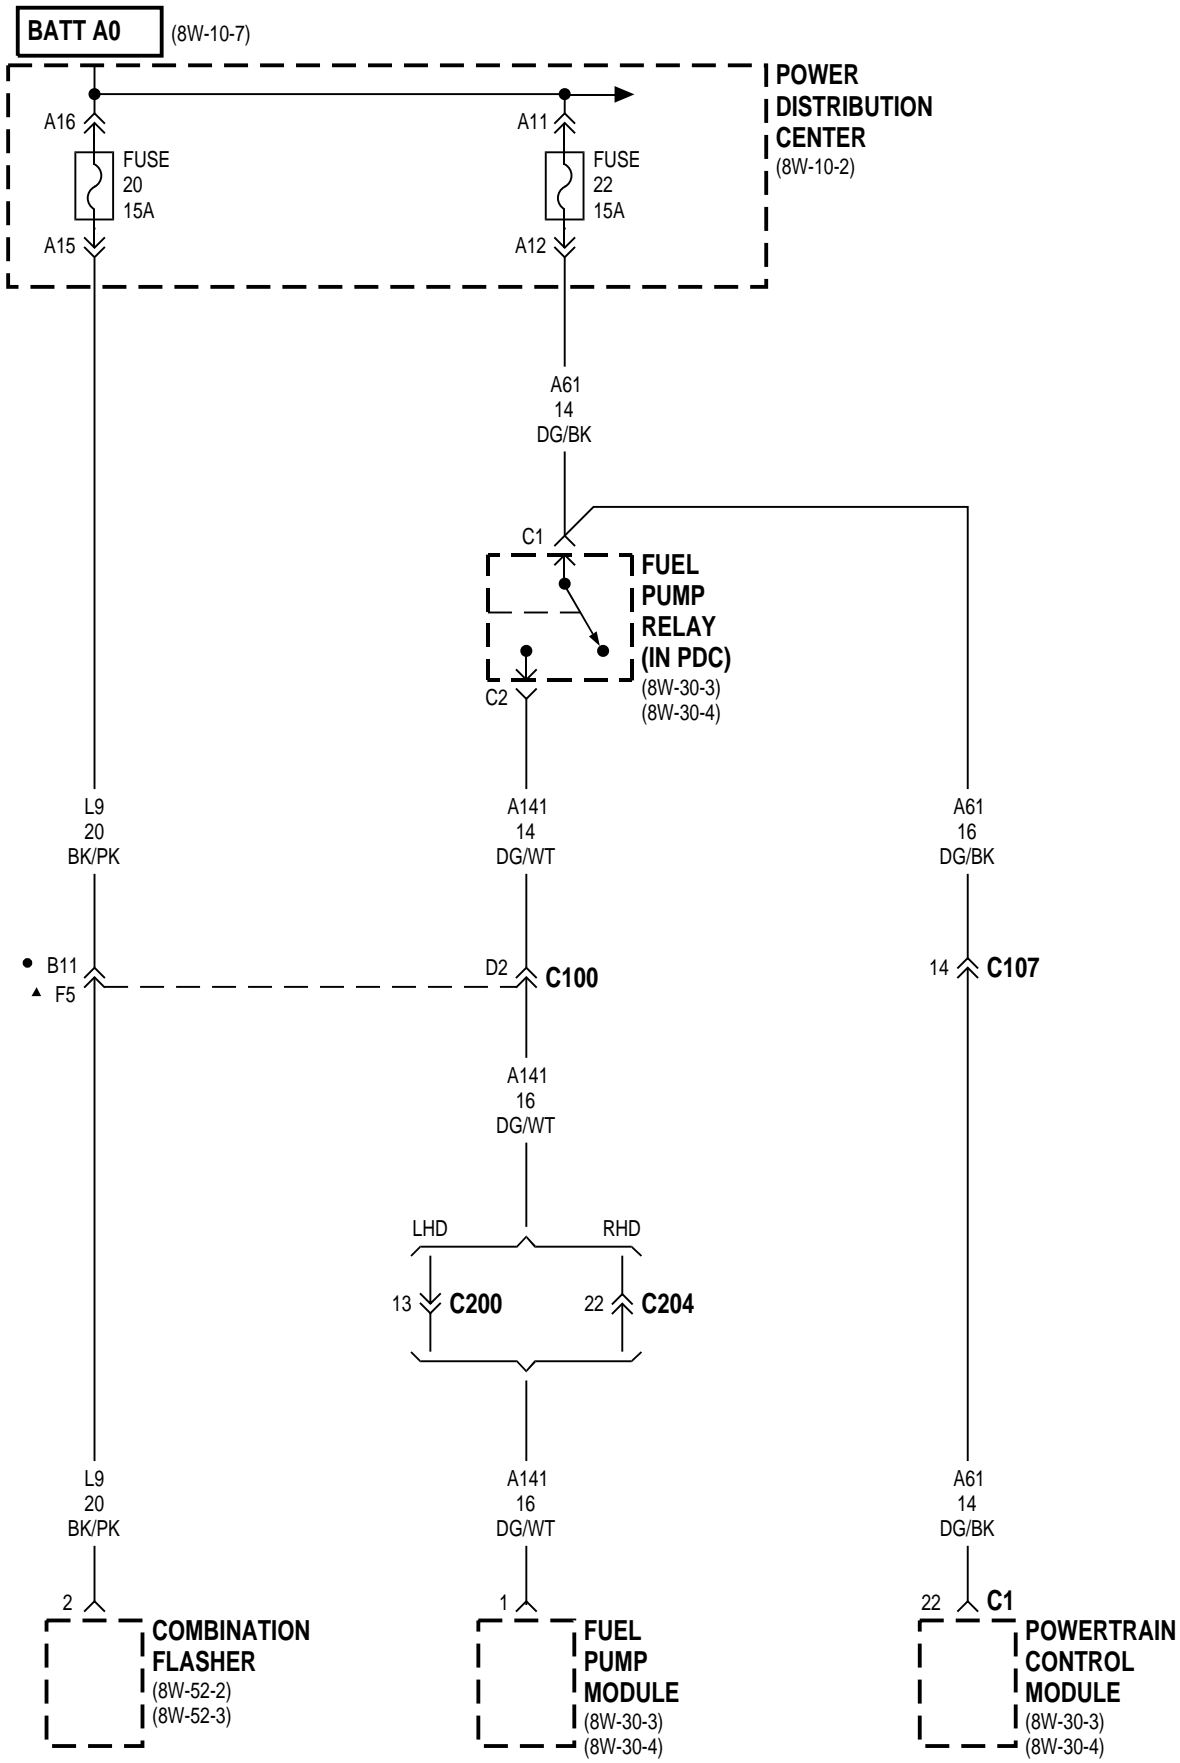 BATT A0 (8W-10-7)
POWER
DISTRIBUTION
CENTER
(8W-10-2)
A16
FUSE
20
15A
A15
A11
FUSE
22
15A
A12
A61
14
DG/BK
C1
FUEL
PUMP
RELAY
(IN PDC)
(8W-30-3)
(8W-30-4)
C2
L9
20
BK/PK
A141
14
DG/WT
A61
16
DG/BK
● B11
▲ F5
D2 C100
14 C107
A141
16
DG/WT
LHD RHD
13 C200
22 C204
L9
20
BK/PK
A141
16
DG/WT
A61
14
DG/BK
2
COMBINATION
FLASHER
(8W-52-2)
(8W-52-3)
1
FUEL
PUMP
MODULE
(8W-30-3)
(8W-30-4)
22 C1
POWERTRAIN
CONTROL
MODULE
(8W-30-3)
(8W-30-4)